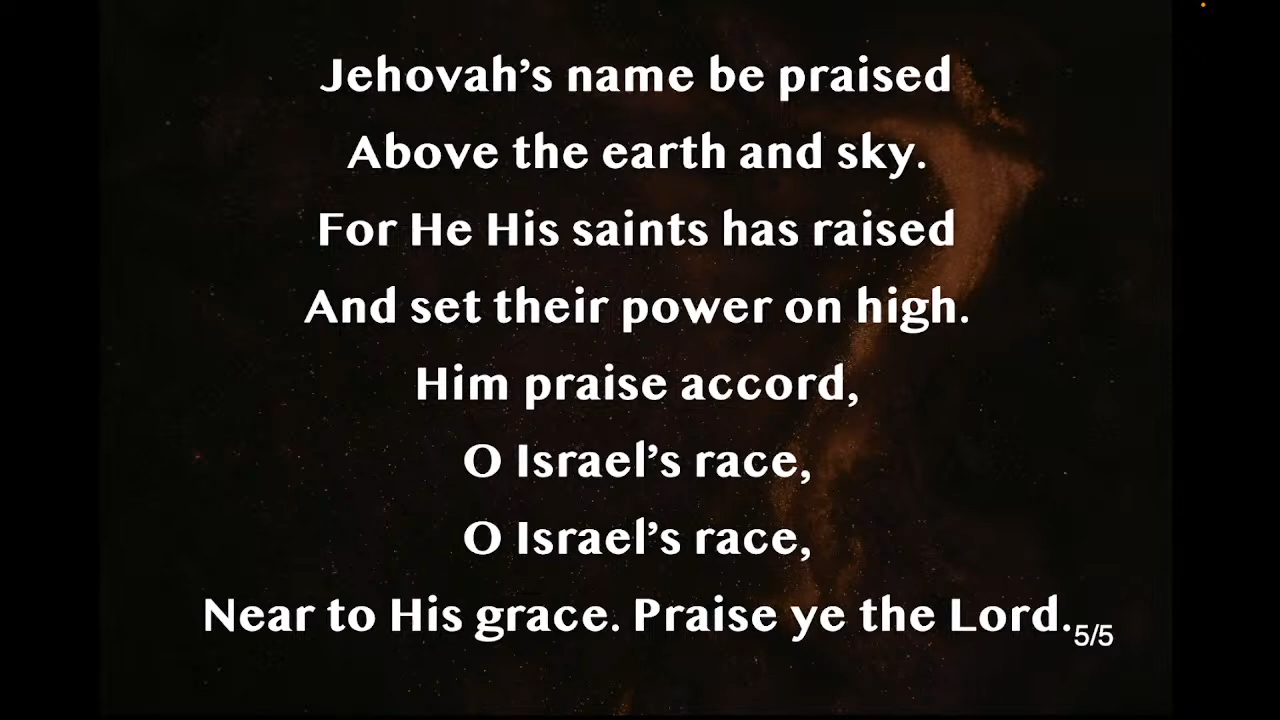 Jehovah’s name be praised
Above the earth and sky.
For He His saints has raised
And set their power on high.
Him praise accord,
O Israel’s race,
O Israel’s race,
Near to His grace. Praise ye the Lord.
5/5